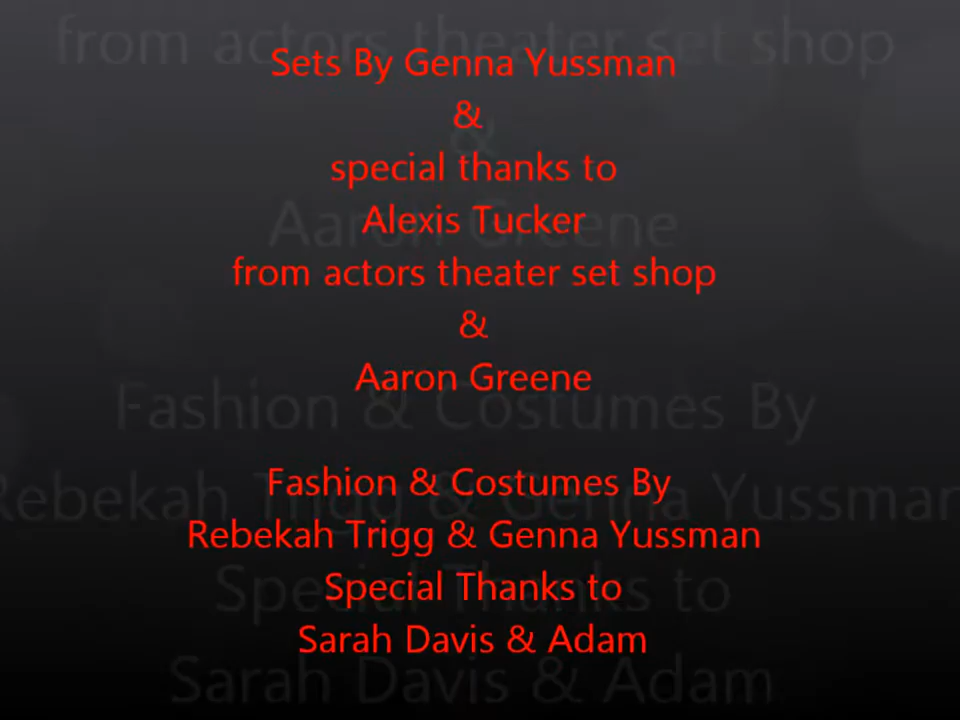 Sets By Genna Yussman
&
special thanks to
Alexis Tucker
from actors theater set shop
&
Aaron Greene
Fashion & Costumes By
Rebekah Trigg & Genna Yussman
Special Thanks to
Sarah Davis & Adam